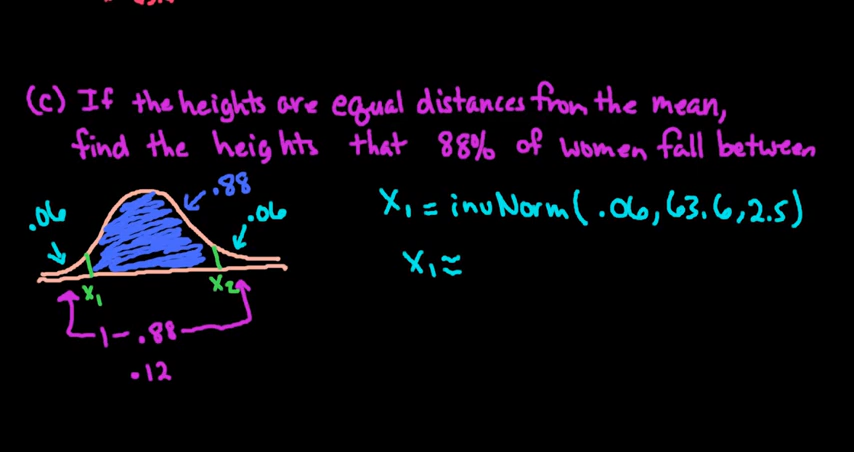 (c) If the heights are equal distances from the mean,
find the heights that 88% of women fall between
.06
.88
.06
X₁ = invNorm(.06, 63.6, 2.5)
X₁ ≈
X₁
X₂
1 - .88
.12